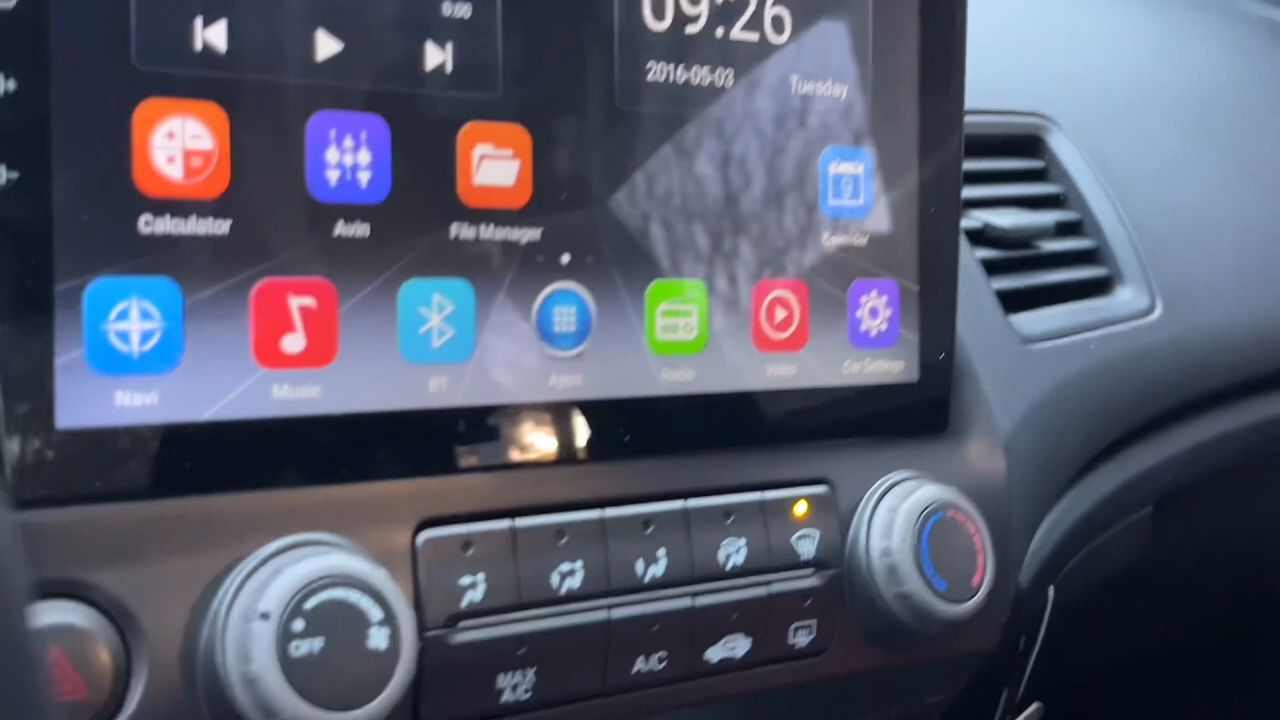 0:00
09:26
2016-05-03 Tuesday
Calculator Avin File Manager Calendar
9
Navi Music BT Apps Radio Video Car Settings
OFF
MAX A/C
A/C